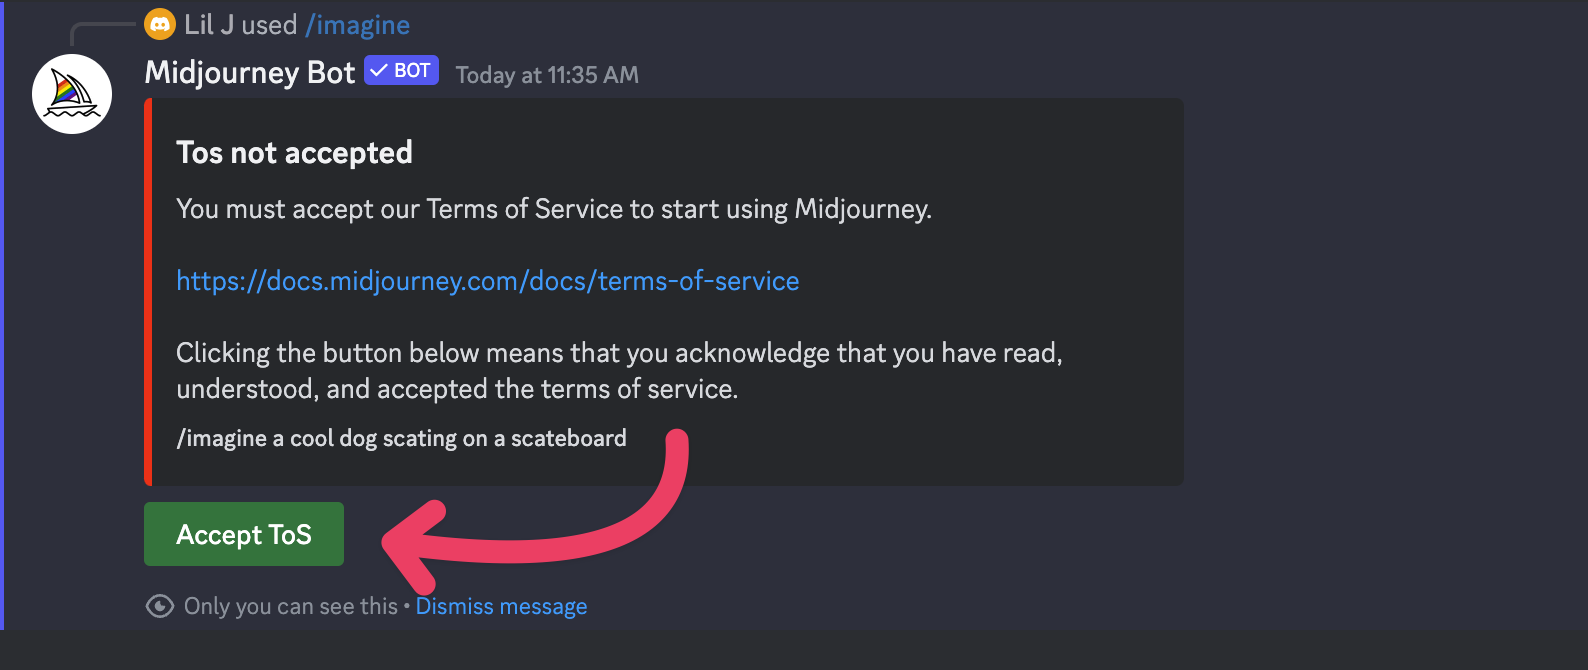 Lil J used /imagine
Midjourney Bot ✓ BOT Today at 11:35 AM
Tos not accepted
You must accept our Terms of Service to start using Midjourney.
https://docs.midjourney.com/docs/terms-of-service
Clicking the button below means that you acknowledge that you have read,
understood, and accepted the terms of service.
/imagine a cool dog scating on a scateboard
Accept ToS
Only you can see this • Dismiss message